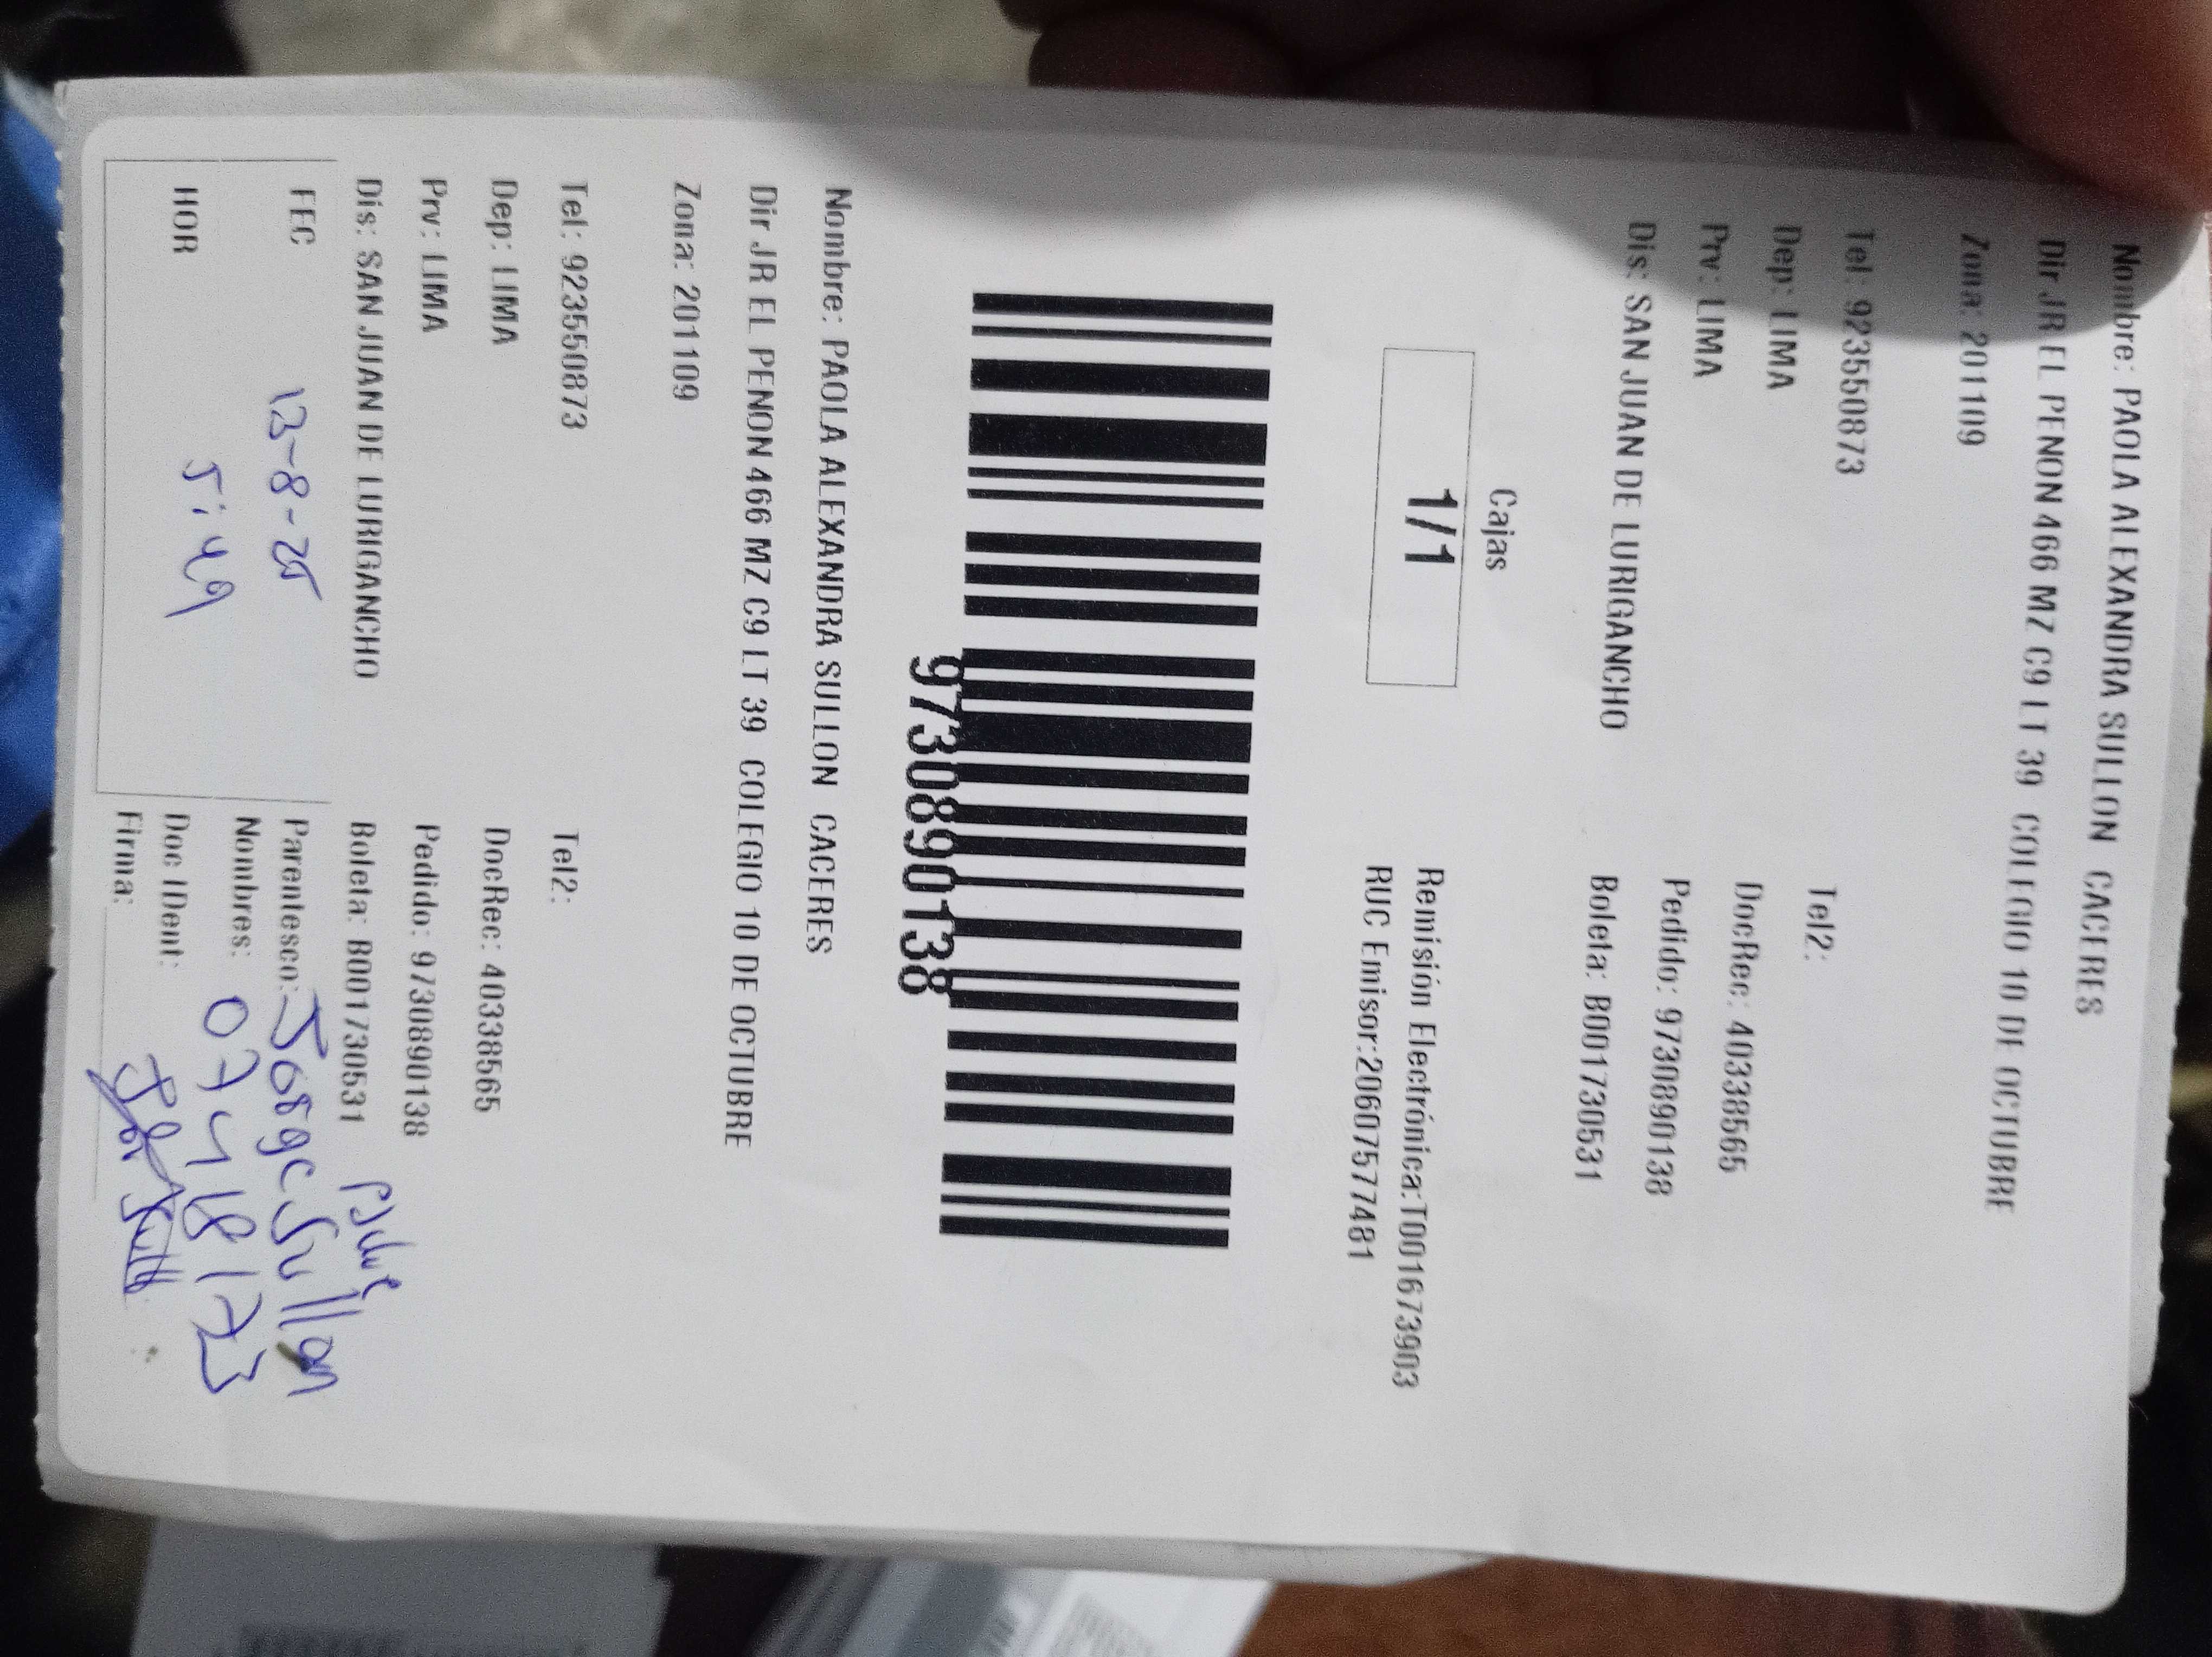 Nombre: PAOLA ALEXANDRA SULLON CACERES
Dir JR EL PENON 466 MZ C9 LT 39 COLEGIO 10 DE OCTUBRE
Zona: 201109
Tel: 923550873 Tel2:
Dep: LIMA DocRec: 40338565
Prv: LIMA Pedido: 9730890138
Dis: SAN JUAN DE LURIGANCHO Boleta: B001730531
Cajas
1/1
Remisión Electrónica:T001673903
RUC Emisor:20607577481
9730890138
Nombre: PAOLA ALEXANDRA SULLON CACERES
Dir JR EL PENON 466 MZ C9 LT 39 COLEGIO 10 DE OCTUBRE
Zona: 201109
Tel: 923550873 Tel2:
Dep: LIMA DocRec: 40338565
Prv: LIMA Pedido: 9730890138
Dis: SAN JUAN DE LURIGANCHO Boleta: B001730531
FEC 13-8-25 Parentesco: Jorge Sullon
Nombres: 07481723
HOR 5:49 Doc IDent:
Firma: